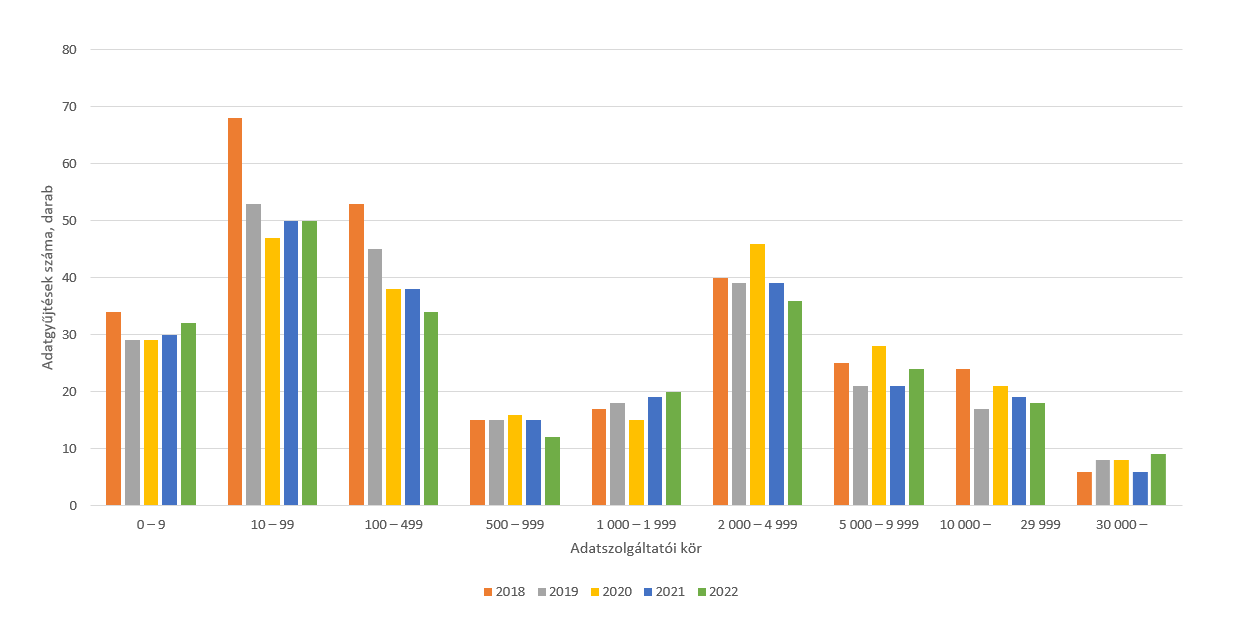 80
70
60
50
40
30
20
10
0
Adatgyűjtések száma, darab
0 – 9 10 – 99 100 – 499 500 – 999 1 000 – 1 999 2 000 – 4 999 5 000 – 9 999 10 000 – 29 999 30 000 –
Adatszolgáltatói kör
2018 2019 2020 2021 2022